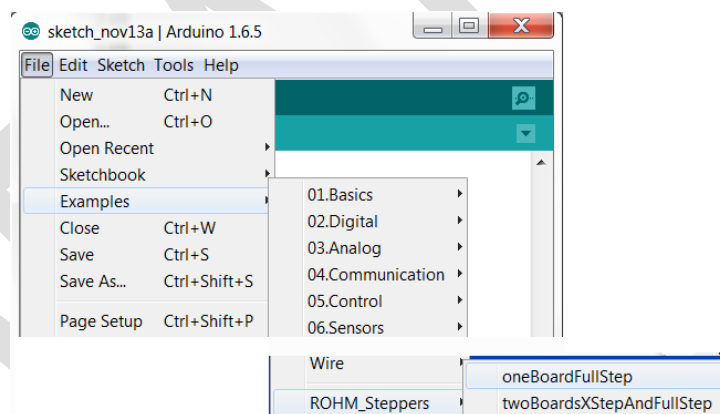 sketch_nov13a | Arduino 1.6.5
File Edit Sketch Tools Help
New Ctrl+N
Open... Ctrl+O
Open Recent
Sketchbook
Examples
Close Ctrl+W
Save Ctrl+S
Save As... Ctrl+Shift+S
Page Setup Ctrl+Shift+P
01.Basics
02.Digital
03.Analog
04.Communication
05.Control
06.Sensors
Wire
ROHM_Steppers
oneBoardFullStep
twoBoardsXStepAndFullStep